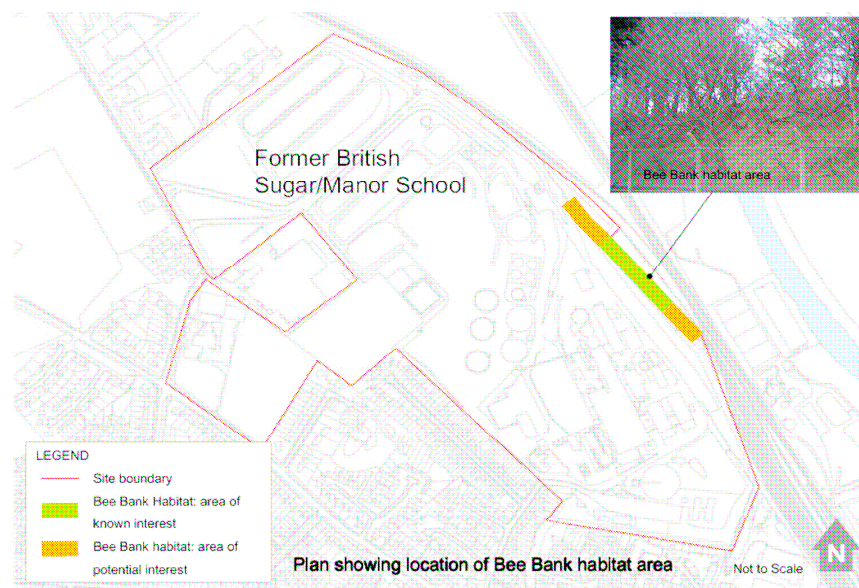 Former British
Sugar/Manor School
Bee Bank habitat area
LEGEND
Site boundary
Bee Bank Habitat: area of
known interest
Bee Bank habitat: area of
potential interest
Plan showing location of Bee Bank habitat area
Not to Scale
N